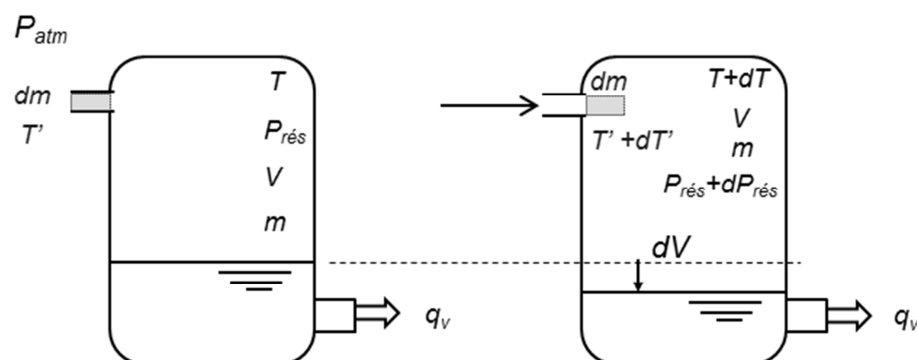 P_atm
dm
T'
T
P_rés
V
m
q_v
dm
T' +dT'
T+dT
V
m
P_rés+dP_rés
dV
q_v